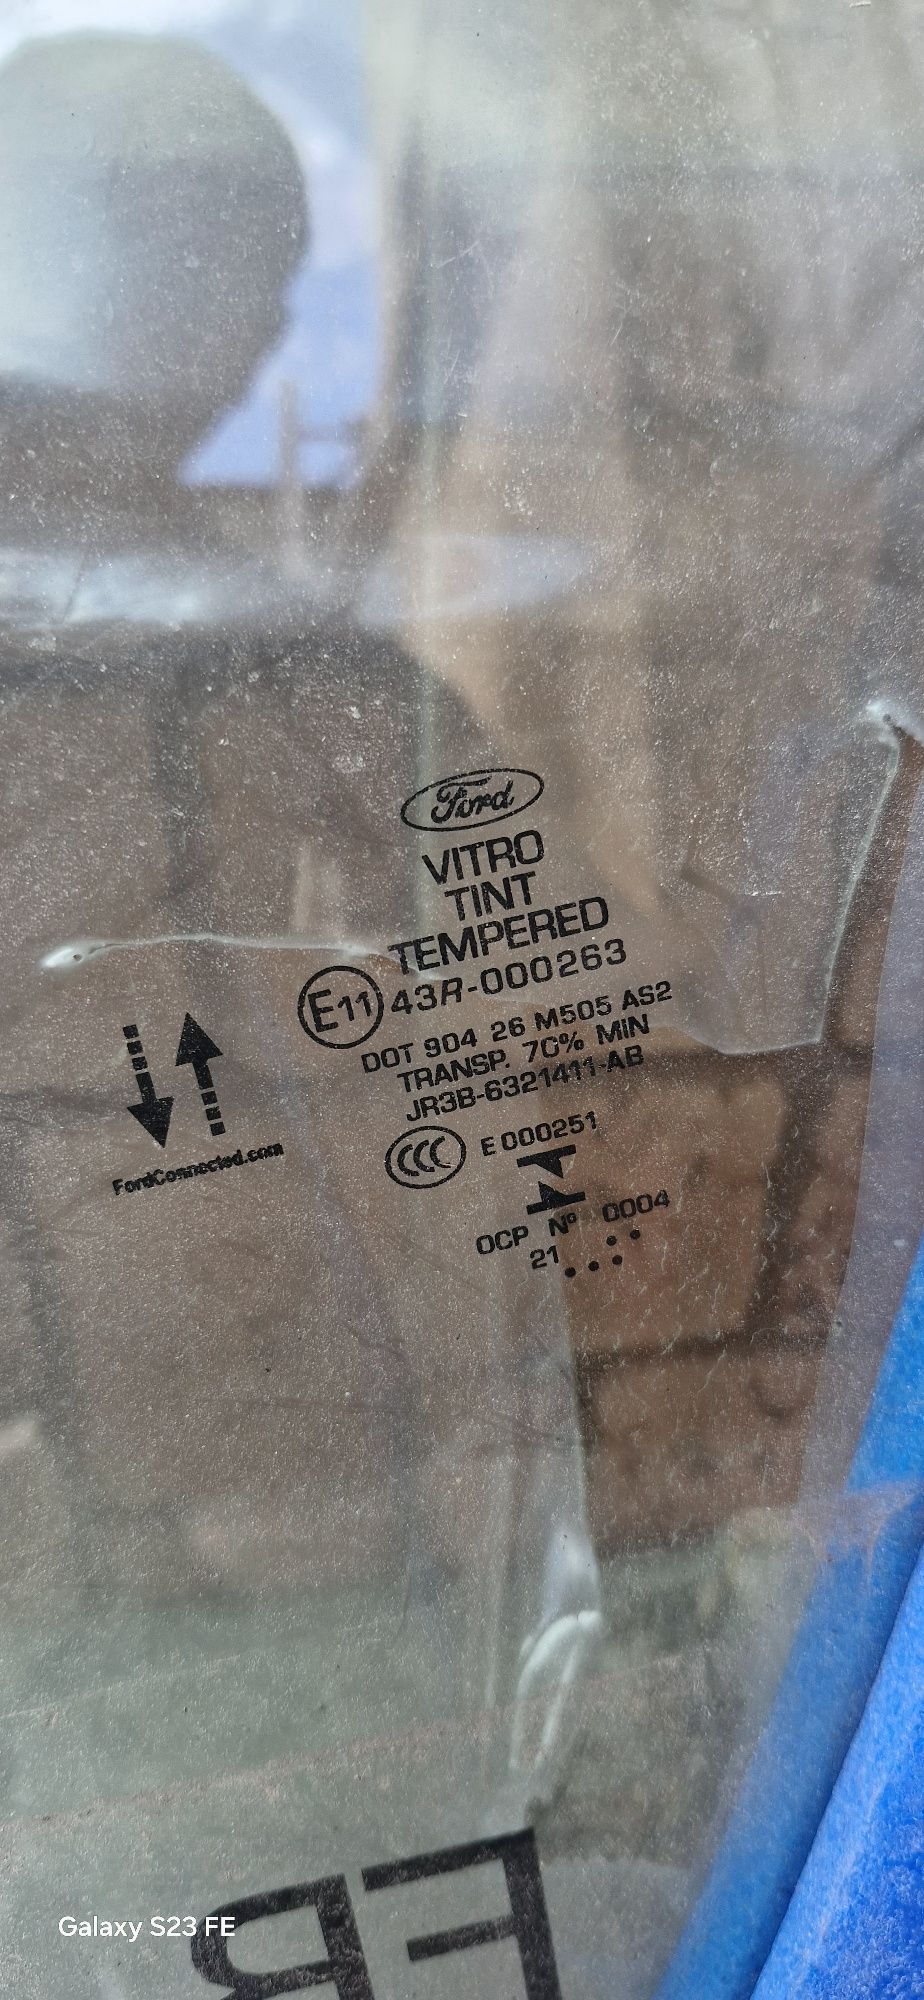 Ford
VITRO
TINT
TEMPERED
E11 43R-000263
DOT 904 26 M505 AS2
TRANSP. 70% MIN
JR3B-6321411-AB
FordConnected.com
CCC E 000251
OCP Nº 0004
21
ER
Galaxy S23 FE